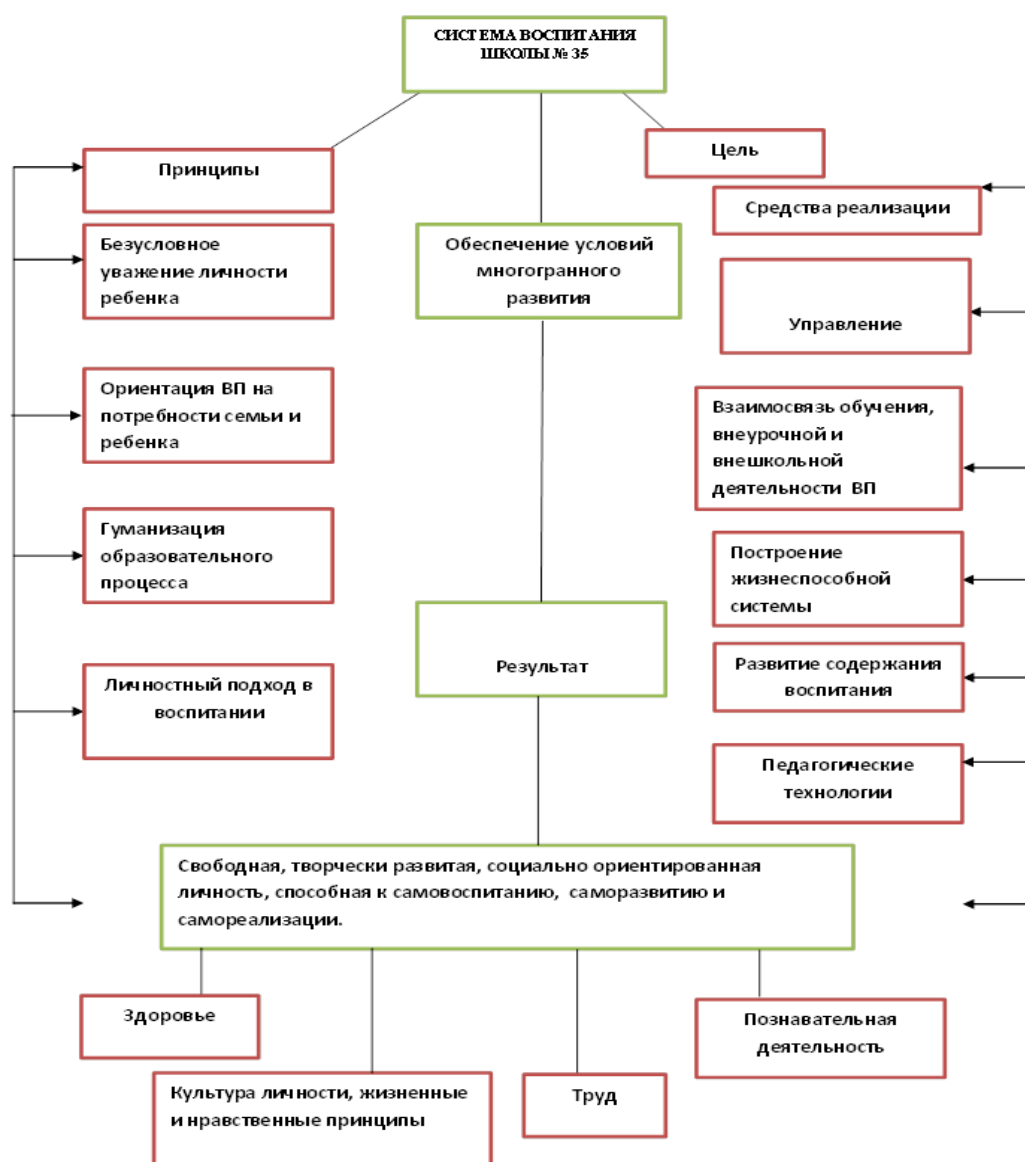 СИСТЕМА ВОСПИТАНИЯ
ШКОЛЫ № 35
Принципы
Цель
Средства реализации
Безусловное
уважение личности
ребенка
Обеспечение условий
многогранного
развития
Управление
Ориентация ВП на
потребности семьи и
ребенка
Взаимосвязь обучения,
внеурочной и
внешкольной
деятельности ВП
Гуманизация
образовательного
процесса
Построение
жизнеспособной
системы
Результат
Развитие содержания
воспитания
Личностный подход в
воспитании
Педагогические
технологии
Свободная, творчески развитая, социально ориентированная
личность, способная к самовоспитанию, саморазвитию и
самореализации.
Здоровье
Познавательная
деятельность
Культура личности, жизненные
и нравственные принципы
Труд